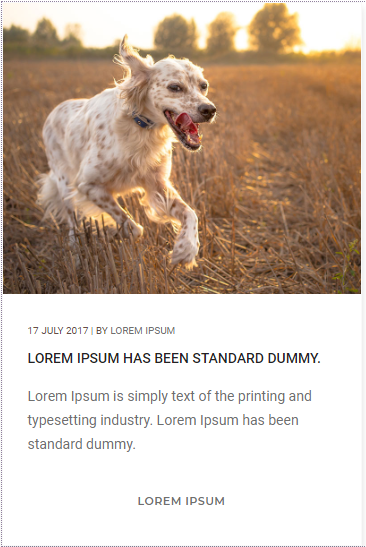 17 JULY 2017 | BY LOREM IPSUM
LOREM IPSUM HAS BEEN STANDARD DUMMY.
Lorem Ipsum is simply text of the printing and
typesetting industry. Lorem Ipsum has been
standard dummy.
LOREM IPSUM